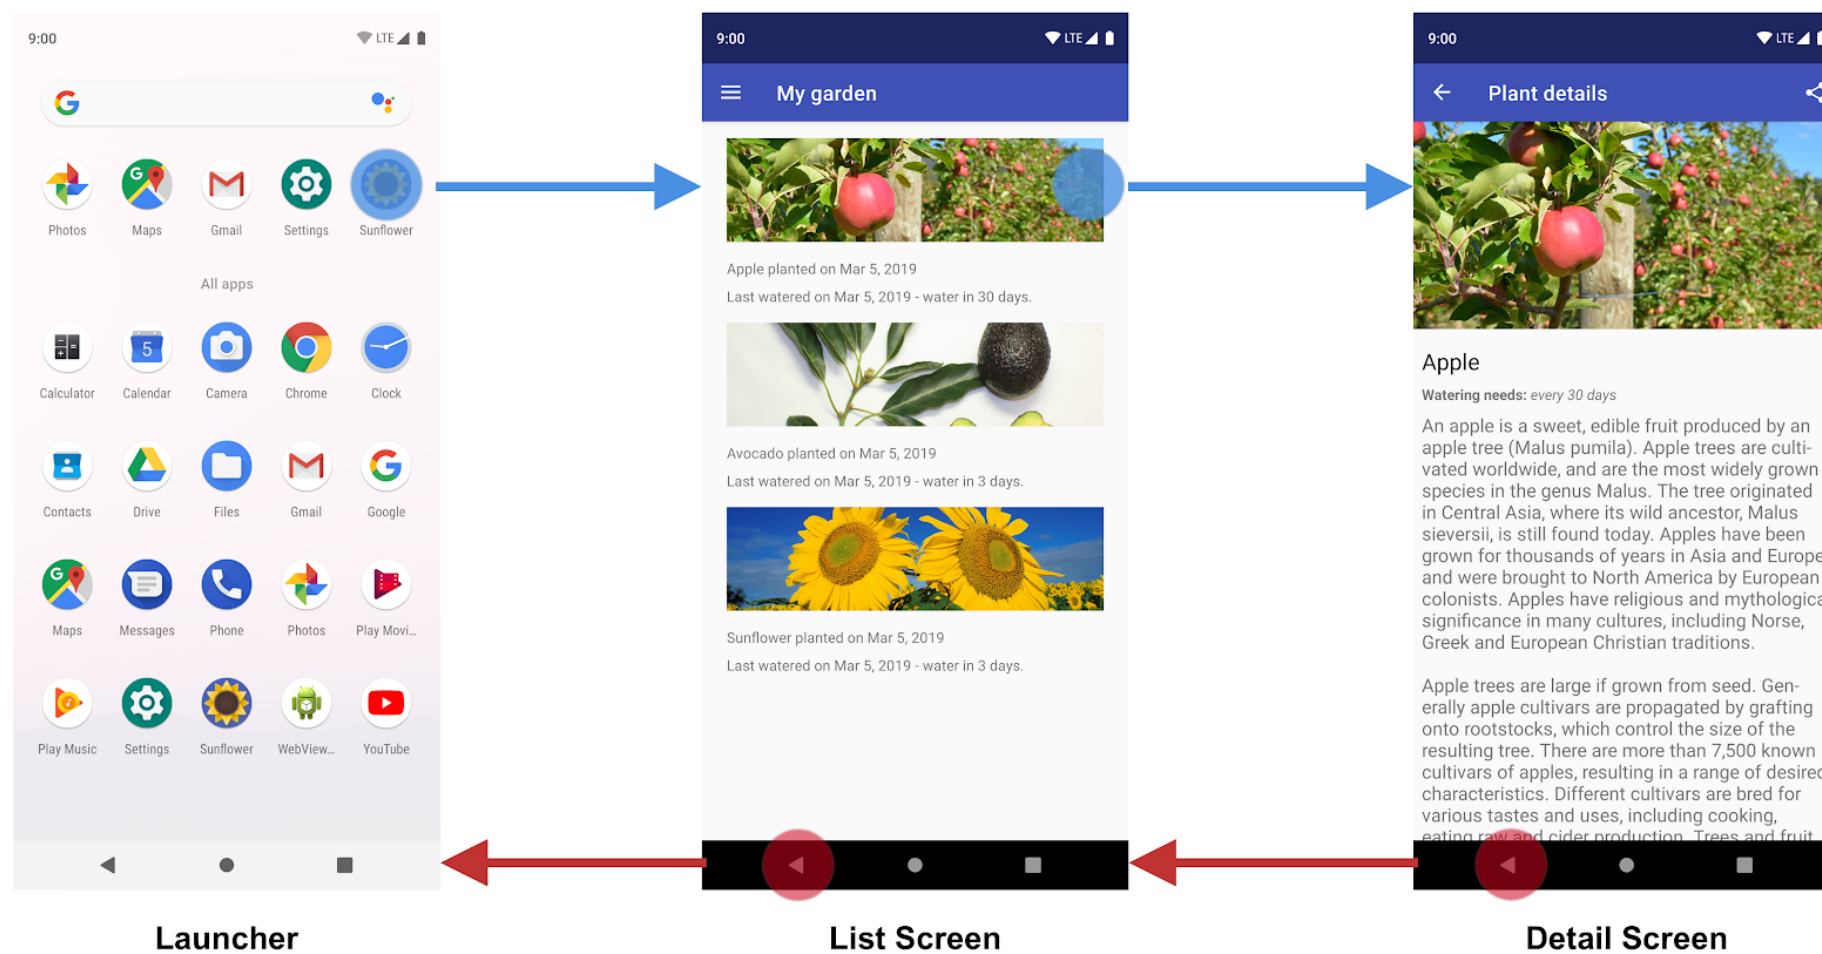 9:00
LTE
Photos
Maps
Gmail
Settings
Sunflower
All apps
5
Calculator
Calendar
Camera
Chrome
Clock
Contacts
Drive
Files
Gmail
Google
Maps
Messages
Phone
Photos
Play Movi...
Play Music
Settings
Sunflower
WebView...
YouTube
Launcher
9:00
LTE
My garden
Apple planted on Mar 5, 2019
Last watered on Mar 5, 2019 - water in 30 days.
Avocado planted on Mar 5, 2019
Last watered on Mar 5, 2019 - water in 3 days.
Sunflower planted on Mar 5, 2019
Last watered on Mar 5, 2019 - water in 3 days.
List Screen
9:00
LTE
Plant details
Apple
Watering needs: every 30 days
An apple is a sweet, edible fruit produced by an
apple tree (Malus pumila). Apple trees are culti-
vated worldwide, and are the most widely grown
species in the genus Malus. The tree originated
in Central Asia, where its wild ancestor, Malus
sieversii, is still found today. Apples have been
grown for thousands of years in Asia and Europe
and were brought to North America by European
colonists. Apples have religious and mythologica
significance in many cultures, including Norse,
Greek and European Christian traditions.
Apple trees are large if grown from seed. Gen-
erally apple cultivars are propagated by grafting
onto rootstocks, which control the size of the
resulting tree. There are more than 7,500 known
cultivars of apples, resulting in a range of desired
characteristics. Different cultivars are bred for
various tastes and uses, including cooking,
eating raw and cider production. Trees and fruit
Detail Screen